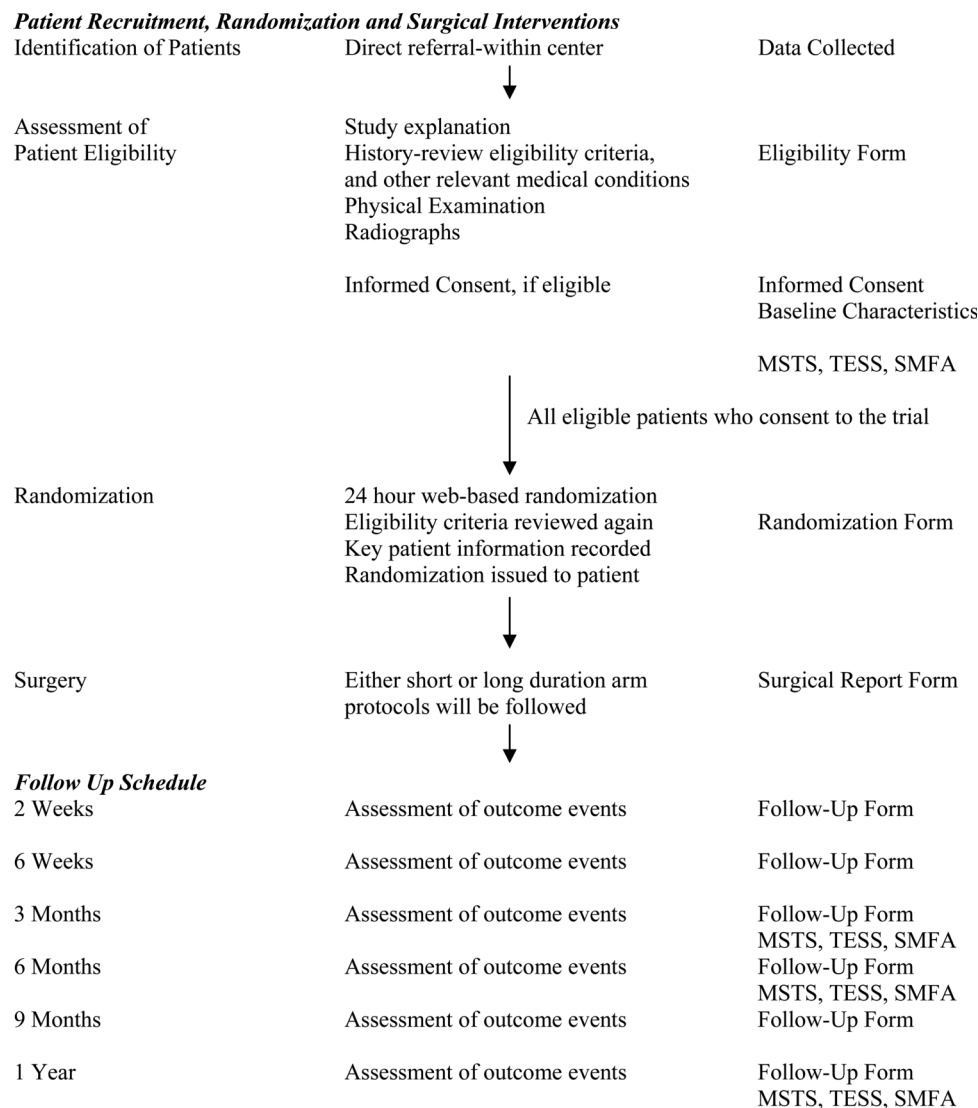 Patient Recruitment, Randomization and Surgical Interventions
Identification of Patients Direct referral-within center Data Collected
Assessment of Study explanation
Patient Eligibility History-review eligibility criteria, Eligibility Form
and other relevant medical conditions
Physical Examination
Radiographs
Informed Consent, if eligible Informed Consent
Baseline Characteristics
MSTS, TESS, SMFA
All eligible patients who consent to the trial
Randomization 24 hour web-based randomization
Eligibility criteria reviewed again Randomization Form
Key patient information recorded
Randomization issued to patient
Surgery Either short or long duration arm Surgical Report Form
protocols will be followed
Follow Up Schedule
2 Weeks Assessment of outcome events Follow-Up Form
6 Weeks Assessment of outcome events Follow-Up Form
3 Months Assessment of outcome events Follow-Up Form
MSTS, TESS, SMFA
6 Months Assessment of outcome events Follow-Up Form
MSTS, TESS, SMFA
9 Months Assessment of outcome events Follow-Up Form
1 Year Assessment of outcome events Follow-Up Form
MSTS, TESS, SMFA